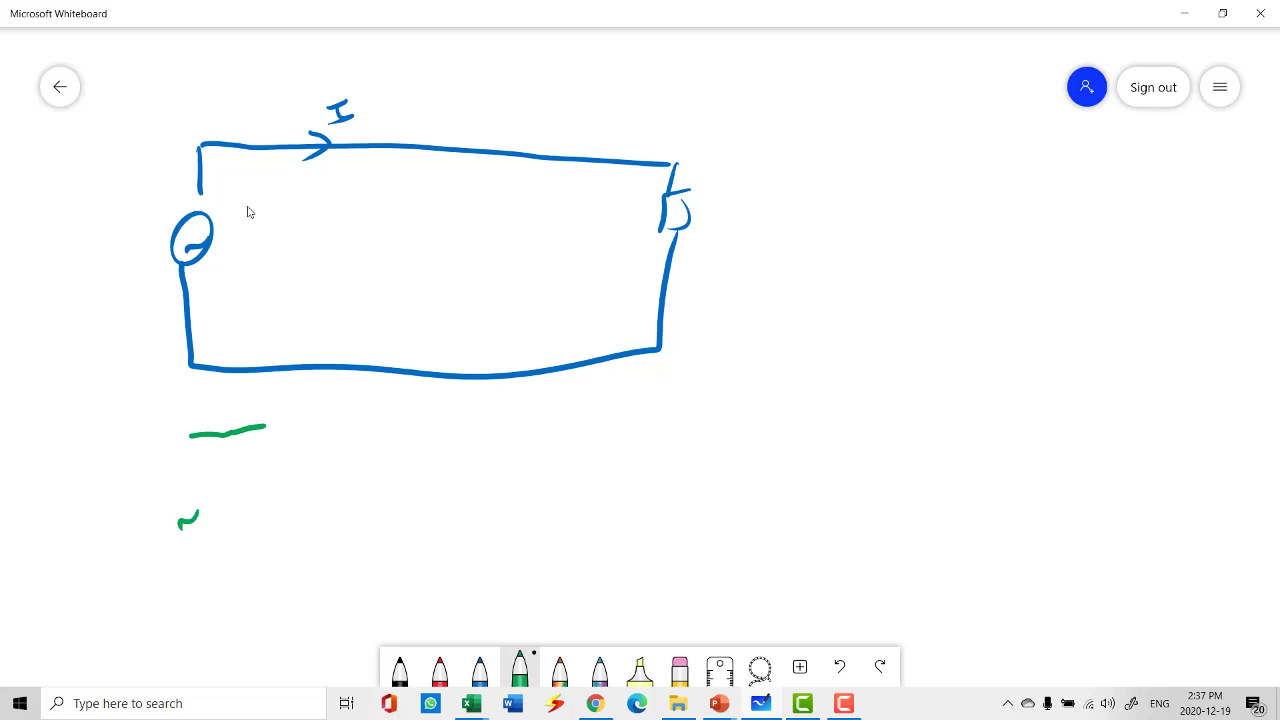 Microsoft Whiteboard
Sign out
I
Type here to search
ENG
2:37 PM
2020-12-19
20